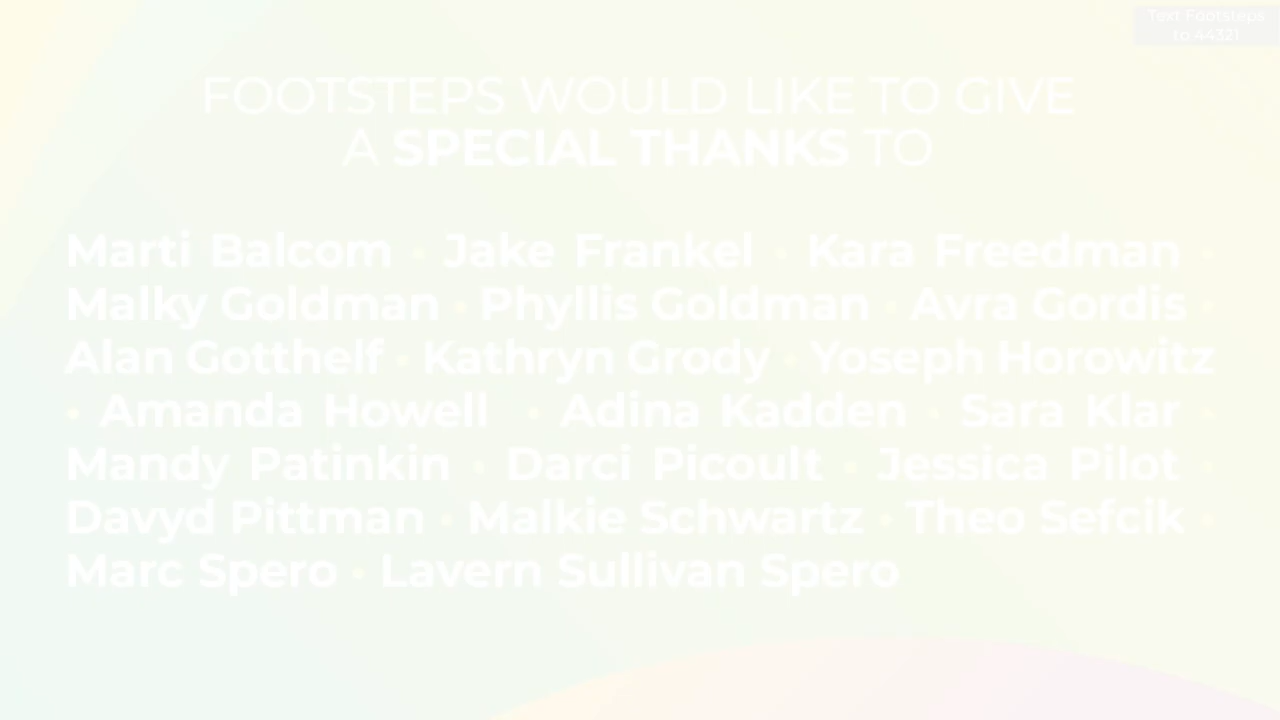 Text Footsteps
to 44321
FOOTSTEPS WOULD LIKE TO GIVE
A SPECIAL THANKS TO
Marti Balcom • Jake Frankel • Kara Freedman •
Malky Goldman • Phyllis Goldman • Avra Gordis •
Alan Gotthelf • Kathryn Grody • Yoseph Horowitz
• Amanda Howell • Adina Kadden • Sara Klar •
Mandy Patinkin • Darci Picoult • Jessica Pilot •
Davyd Pittman • Malkie Schwartz • Theo Sefcik •
Marc Spero • Lavern Sullivan Spero